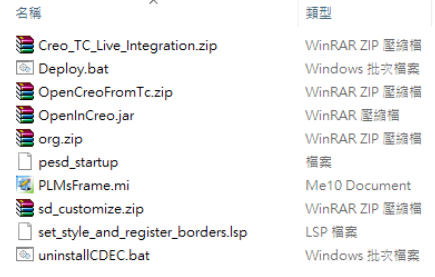 名稱 類型
Creo_TC_Live_Integration.zip WinRAR ZIP 壓縮檔
Deploy.bat Windows 批次檔案
OpenCreoFromTc.zip WinRAR ZIP 壓縮檔
OpenInCreo.jar WinRAR 壓縮檔
org.zip WinRAR ZIP 壓縮檔
pesd_startup 檔案
PLMsFrame.mi Me10 Document
sd_customize.zip WinRAR ZIP 壓縮檔
set_style_and_register_borders.lsp LSP 檔案
uninstallCDEC.bat Windows 批次檔案